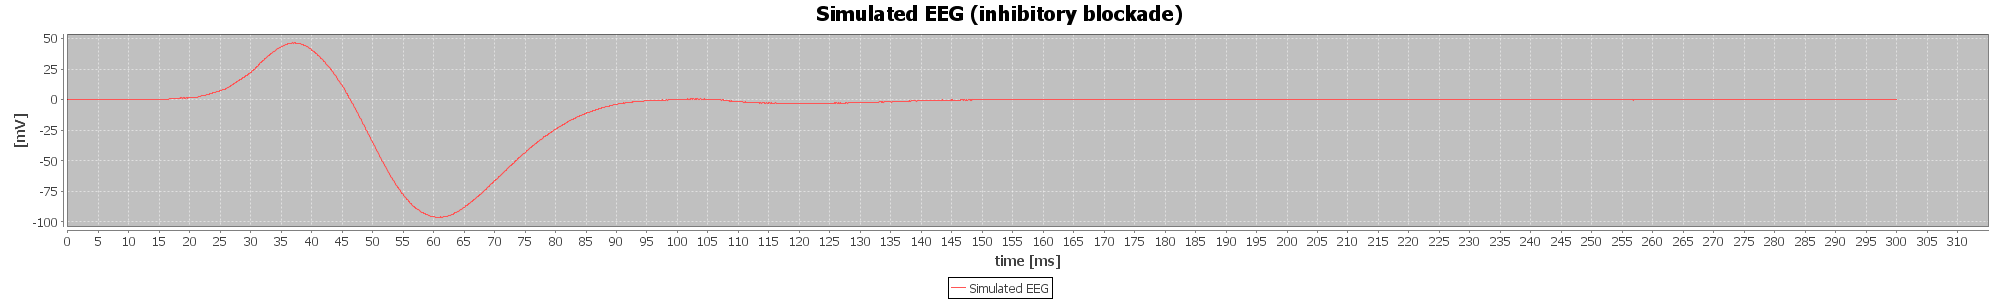 Simulated EEG (inhibitory blockade)
50
25
0
-25
-50
-75
-100
[mV]
0 5 10 15 20 25 30 35 40 45 50 55 60 65 70 75 80 85 90 95 100 105 110 115 120 125 130 135 140 145 150 155 160 165 170 175 180 185 190 195 200 205 210 215 220 225 230 235 240 245 250 255 260 265 270 275 280 285 290 295 300 305 310
time [ms]
Simulated EEG